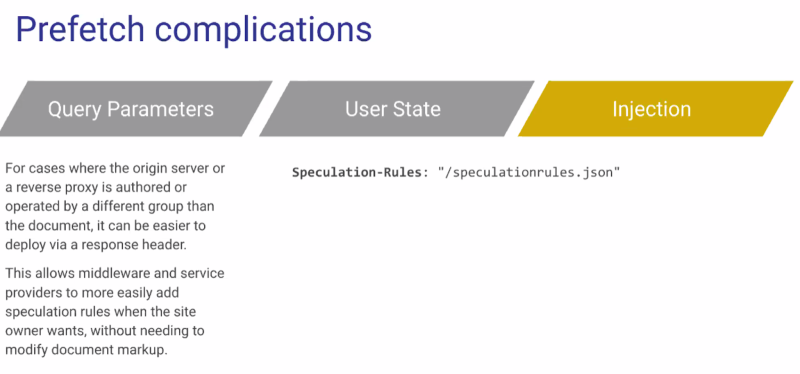 Prefetch complications
Query Parameters
User State
Injection
For cases where the origin server or
a reverse proxy is authored or
operated by a different group than
the document, it can be easier to
deploy via a response header.
This allows middleware and service
providers to more easily add
speculation rules when the site
owner wants, without needing to
modify document markup.
Speculation-Rules: "/speculationrules.json"